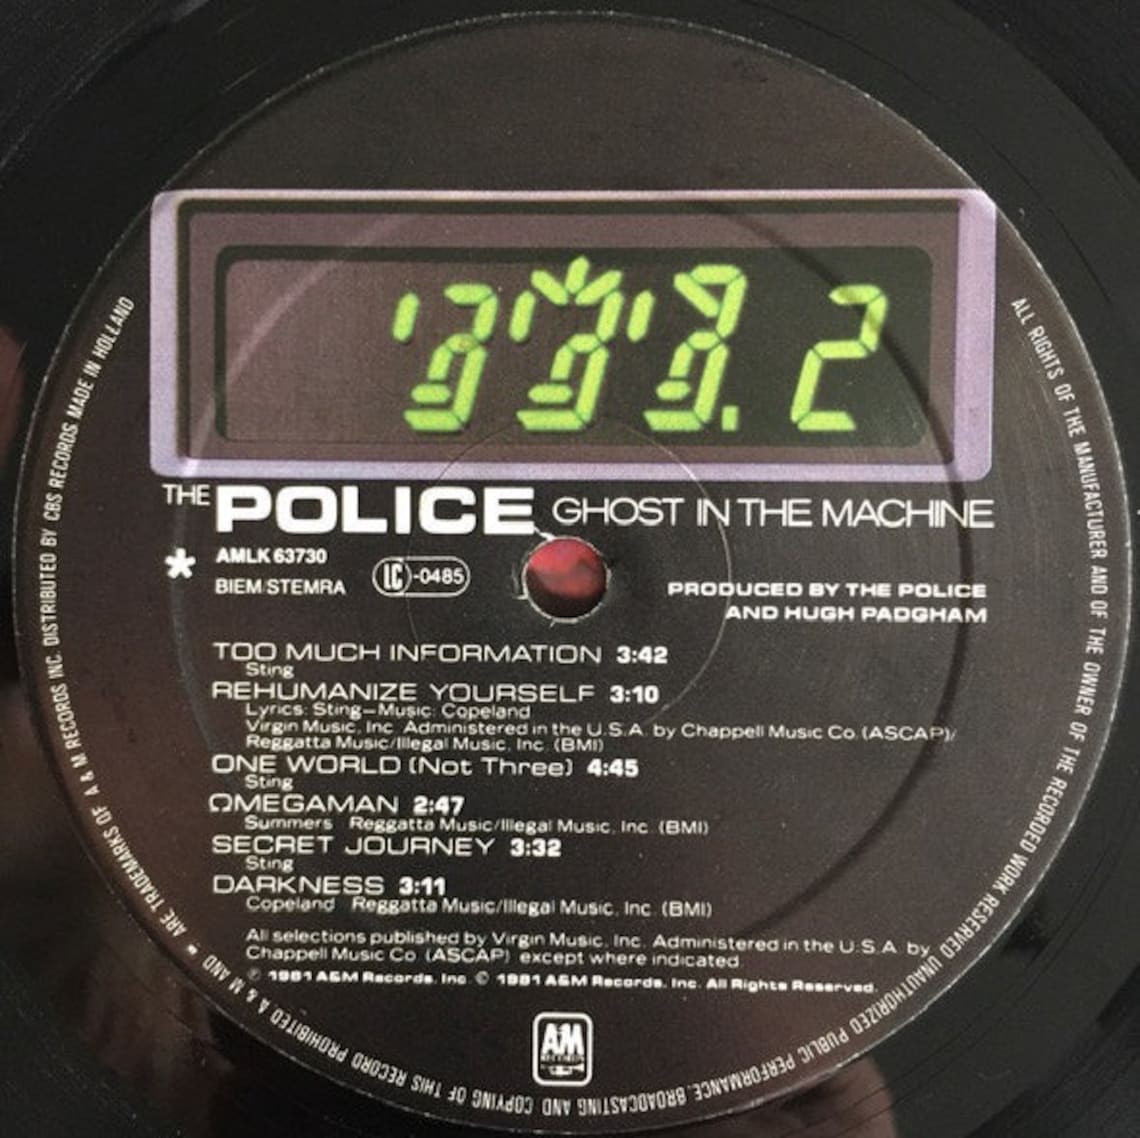 2
THE POLICE GHOST IN THE MACHINE
* AMLK 63730
BIEM/STEMRA
LC-0485
PRODUCED BY THE POLICE
AND HUGH PADGHAM
TOO MUCH INFORMATION 3:42
Sting
REHUMANIZE YOURSELF 3:10
Lyrics: Sting–Music: Copeland
Virgin Music, Inc. Administered in the U.S.A. by Chappell Music Co. (ASCAP)/
Reggatta Music/Illegal Music, Inc. (BMI)
ONE WORLD (Not Three) 4:45
Sting
ΩMEGAMAN 2:47
Summers Reggatta Music/Illegal Music, Inc. (BMI)
SECRET JOURNEY 3:32
Sting
DARKNESS 3:11
Copeland Reggatta Music/Illegal Music, Inc. (BMI)
All selections published by Virgin Music, Inc. Administered in the U.S.A. by
Chappell Music Co. (ASCAP) except where indicated.
℗ 1981 A&M Records, Inc. © 1981 A&M Records, Inc. All Rights Reserved.
A&M
RECORDS
ALL RIGHTS OF THE MANUFACTURER AND OF THE OWNER OF THE RECORDED WORK RESERVED UNAUTHORIZED PUBLIC PERFORMANCE, BROADCASTING AND COPYING OF THIS RECORD PROHIBITED A & M AND ARE TRADEMARKS OF A & M RECORDS INC. DISTRIBUTED BY CBS RECORDS MADE IN HOLLAND